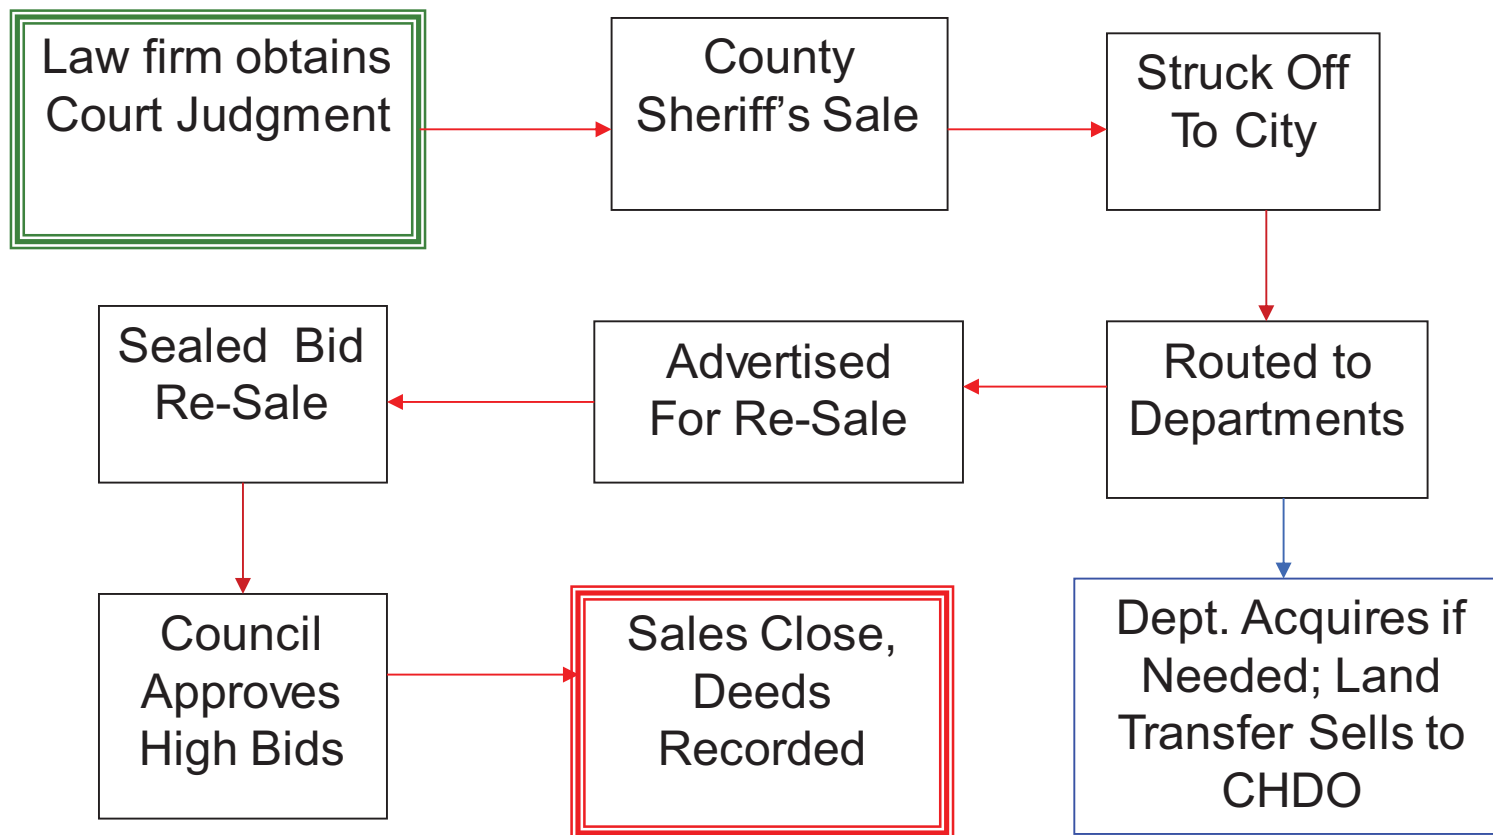 Law firm obtains
Court Judgment
County
Sheriff’s Sale
Struck Off
To City
Sealed Bid
Re-Sale
Advertised
For Re-Sale
Routed to
Departments
Council
Approves
High Bids
Sales Close,
Deeds
Recorded
Dept. Acquires if
Needed; Land
Transfer Sells to
CHDO